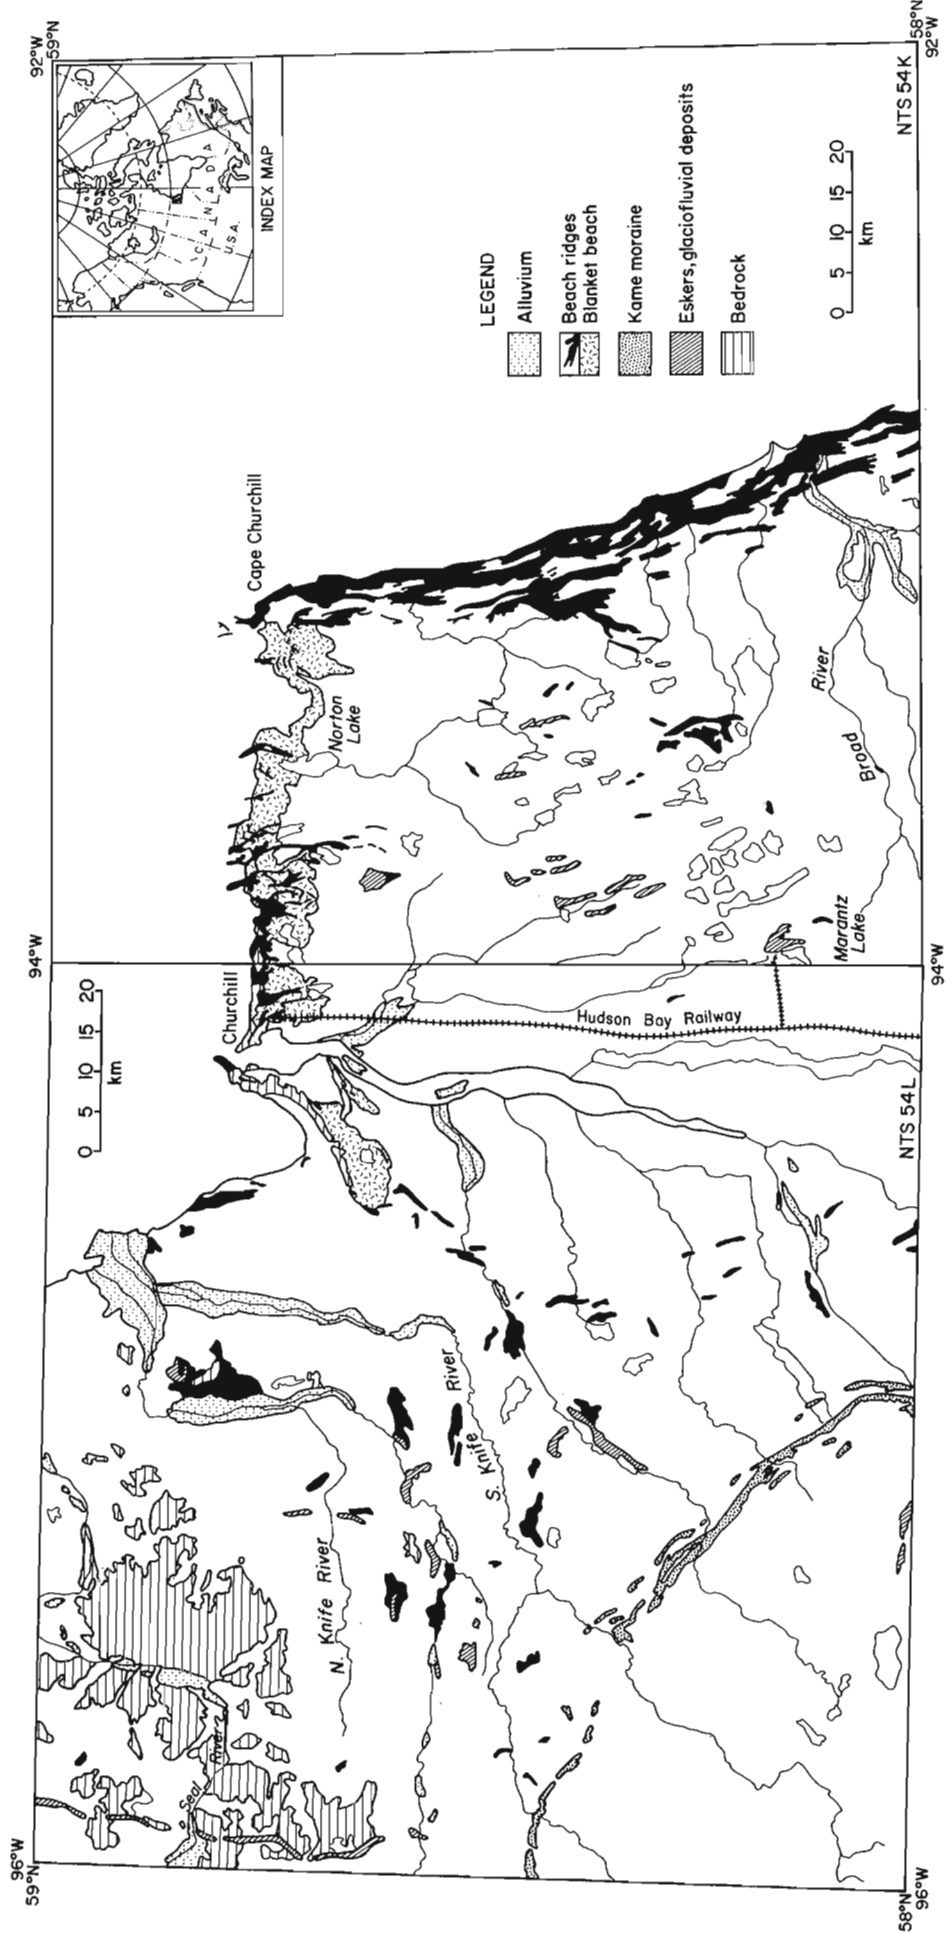 96°W
59°N
94°W
92°W
59°N
Churchill
Cape Churchill
0 5 10 15 20
km
Norton
Lake
Seal
River
N. Knife River
S. Knife
River
Hudson Bay Railway
Broad
River
Marantz
Lake
CANADA
U.S.A.
INDEX MAP
LEGEND
Alluvium
Beach ridges
Blanket beach
Kame moraine
Eskers, glaciofluvial deposits
Bedrock
0 5 10 15 20
km
NTS 54L
NTS 54K
58°N
96°W
94°W
58°N
92°W